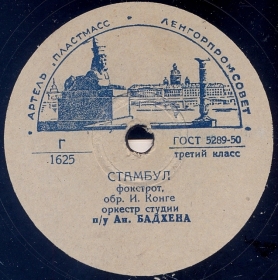 АРТЕЛЬ „ПЛАСТМАСС" ЛЕНГОРПРОМСОВЕТ
Г
1625
ГОСТ 5289-50
третий класс
СТАМБУЛ
фокстрот,
обр. И. Конге
оркестр студии
п/у Ан. БАДХЕНА